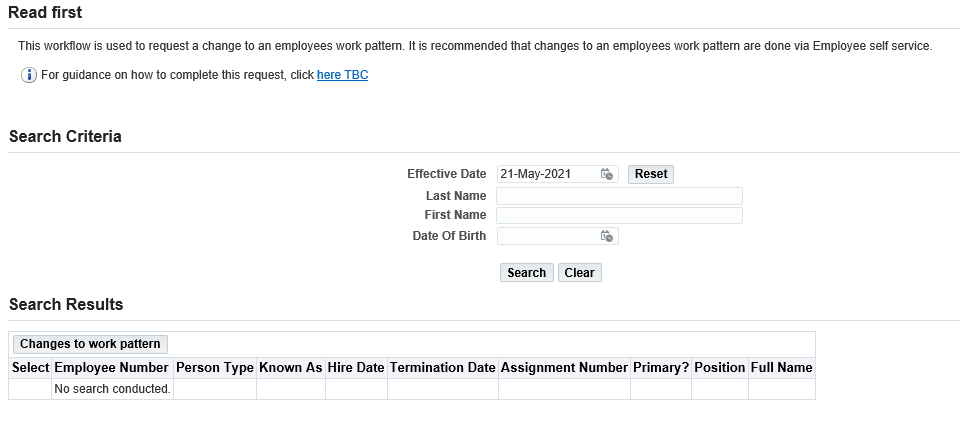 Read first
This workflow is used to request a change to an employees work pattern. It is recommended that changes to an employees work pattern are done via Employee self service.
i For guidance on how to complete this request, click here TBC
Search Criteria
Effective Date 21-May-2021 Reset
Last Name
First Name
Date Of Birth
Search Clear
Search Results
Changes to work pattern
Select Employee Number Person Type Known As Hire Date Termination Date Assignment Number Primary? Position Full Name
No search conducted.